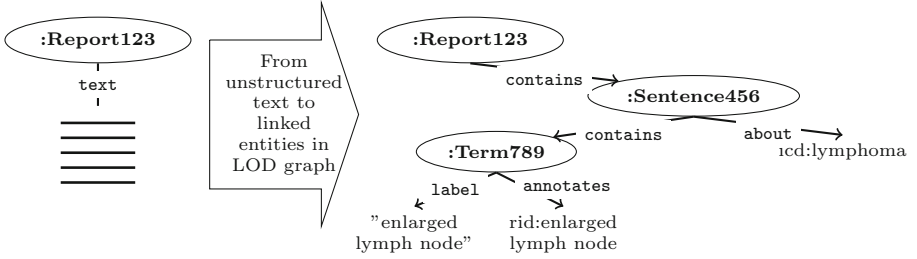 :Report123
text
From
unstructured
text to
linked
entities in
LOD graph
:Report123
contains
:Sentence456
contains
about
icd:lymphoma
:Term789
label
annotates
"enlarged
lymph node"
rid:enlarged
lymph node